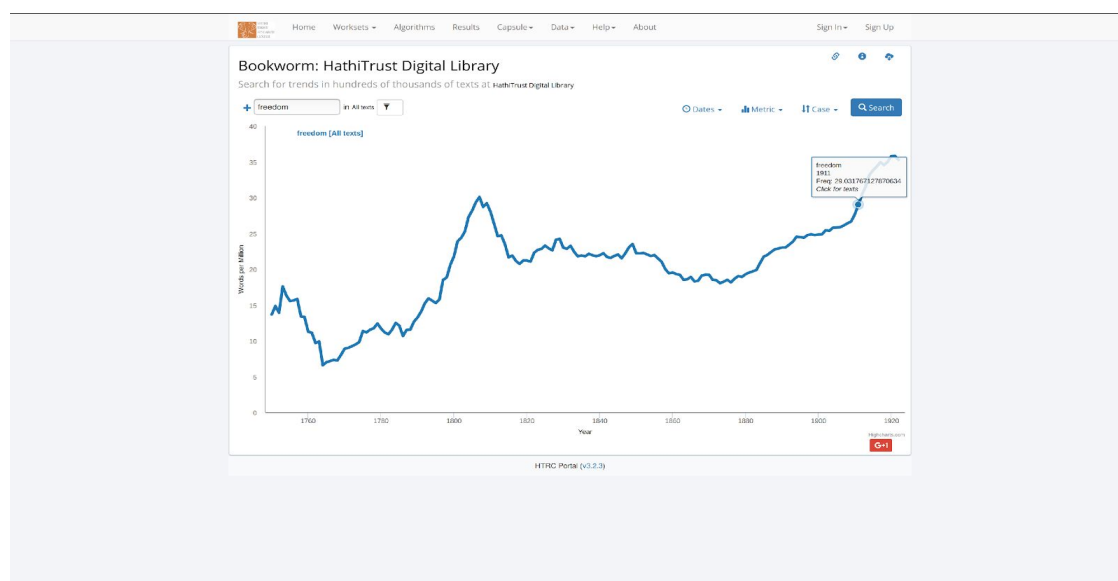 Home Worksets Algorithms Results Capsule Data Help About Sign In Sign Up
Bookworm: HathiTrust Digital Library
Search for trends in hundreds of thousands of texts at HathiTrust Digital Library
+ freedom in All texts Dates Metric Case Search
freedom [All texts]
40
35
30
25
20
15
10
5
0
Words per Million
freedom
1911
Freq: 29.031767127870634
Click for texts
1760 1780 1800 1820 1840 1860 1880 1900 1920
Year
Highcharts.com
G+1
HTRC Portal (v3.2.3)